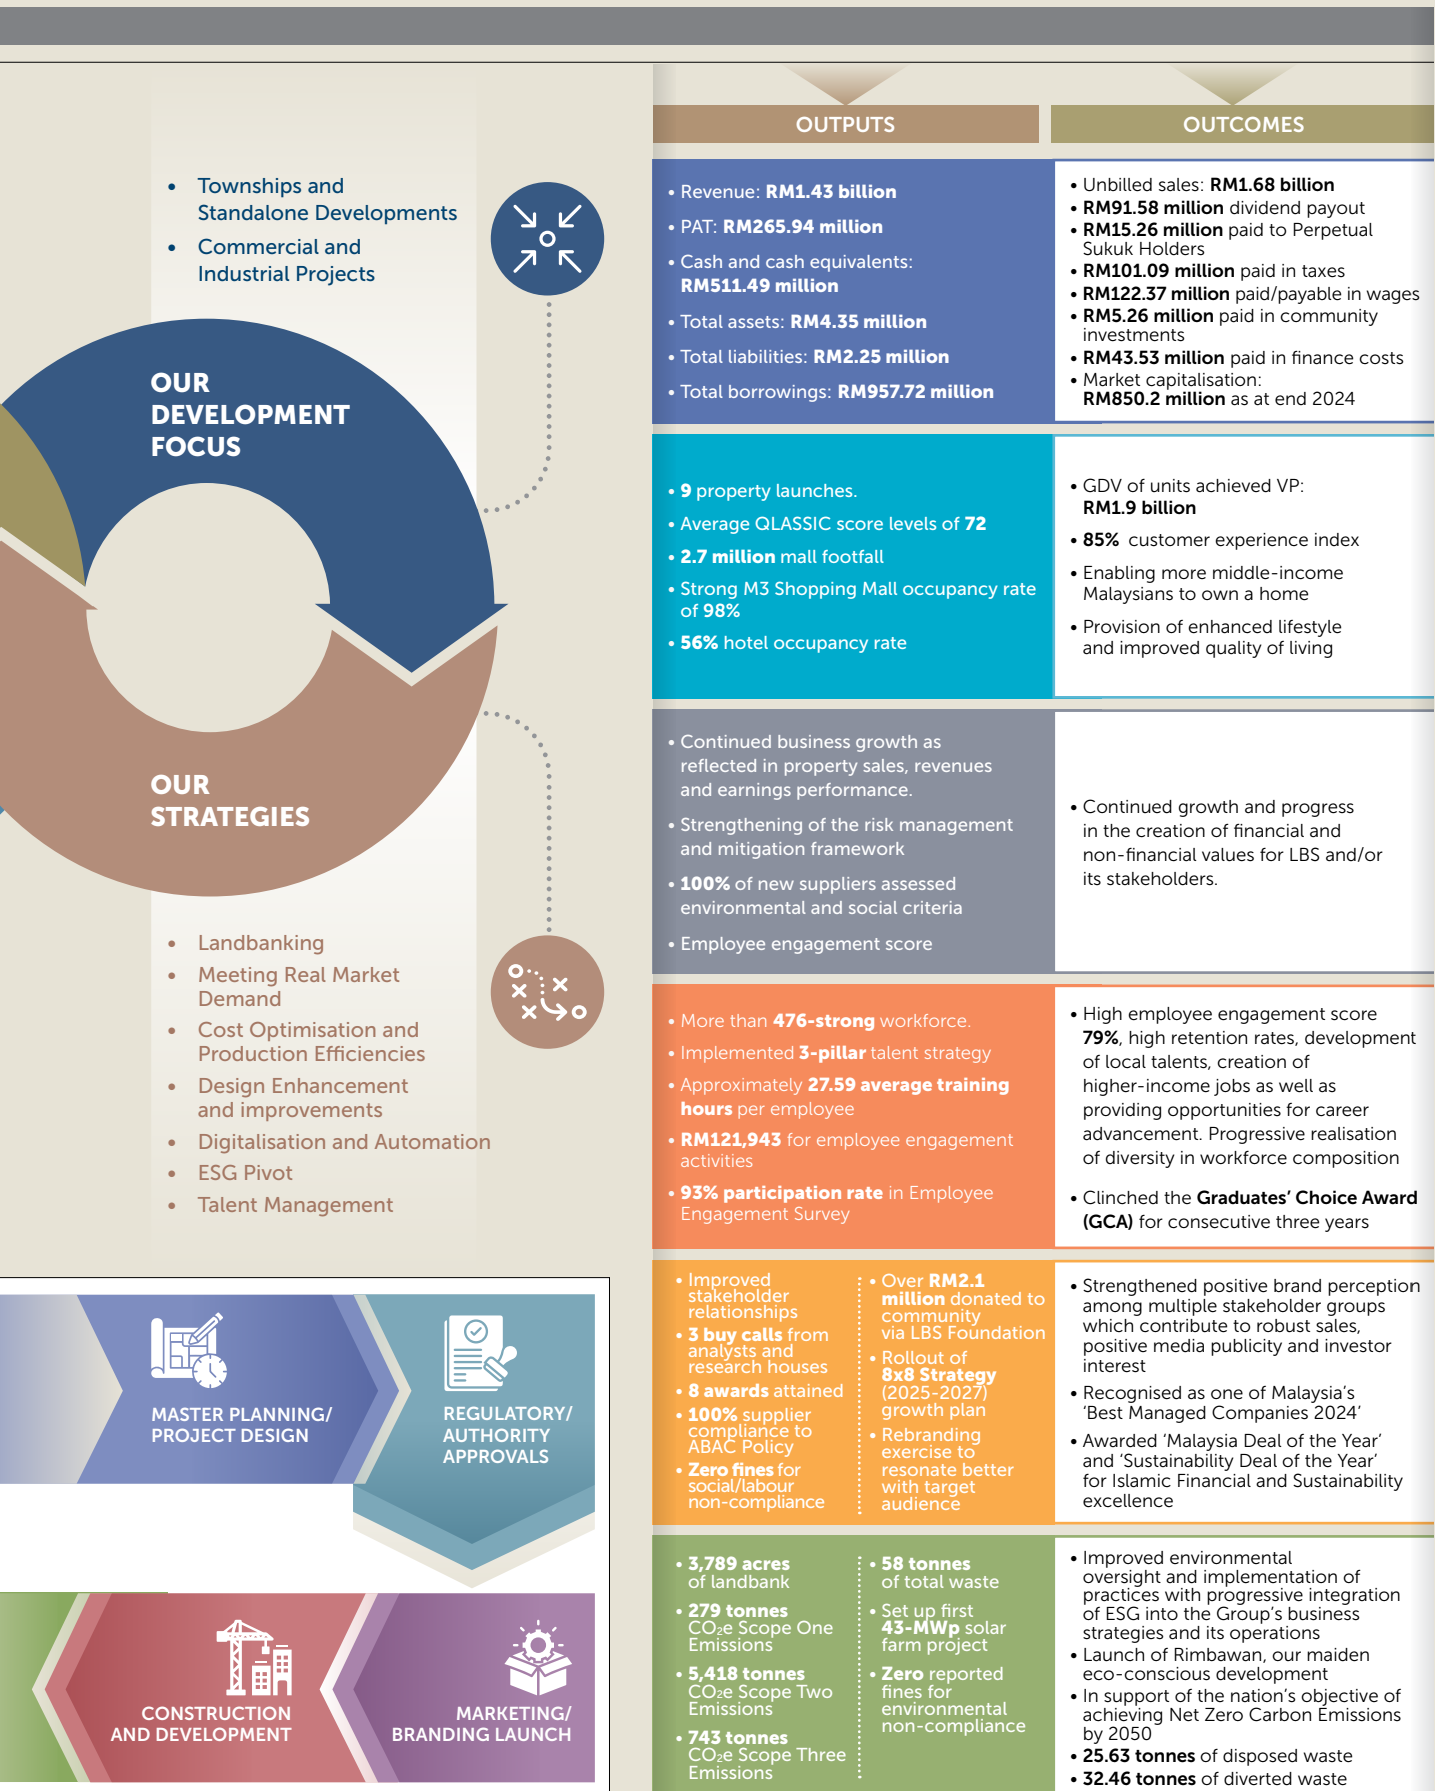 • Townships and
Standalone Developments
• Commercial and
Industrial Projects
OUR
DEVELOPMENT
FOCUS
OUR
STRATEGIES
• Landbanking
• Meeting Real Market
Demand
• Cost Optimisation and
Production Efficiencies
• Design Enhancement
and improvements
• Digitalisation and Automation
• ESG Pivot
• Talent Management
MASTER PLANNING/
PROJECT DESIGN
REGULATORY/
AUTHORITY
APPROVALS
CONSTRUCTION
AND DEVELOPMENT
MARKETING/
BRANDING LAUNCH
OUTPUTS
OUTCOMES
• Revenue: RM1.43 billion
• PAT: RM265.94 million
• Cash and cash equivalents:
RM511.49 million
• Total assets: RM4.35 million
• Total liabilities: RM2.25 million
• Total borrowings: RM957.72 million
• Unbilled sales: RM1.68 billion
• RM91.58 million dividend payout
• RM15.26 million paid to Perpetual
Sukuk Holders
• RM101.09 million paid in taxes
• RM122.37 million paid/payable in wages
• RM5.26 million paid in community
investments
• RM43.53 million paid in finance costs
• Market capitalisation:
RM850.2 million as at end 2024
• 9 property launches.
• Average QLASSIC score levels of 72
• 2.7 million mall footfall
• Strong M3 Shopping Mall occupancy rate
of 98%
• 56% hotel occupancy rate
• GDV of units achieved VP:
RM1.9 billion
• 85% customer experience index
• Enabling more middle-income
Malaysians to own a home
• Provision of enhanced lifestyle
and improved quality of living
• Continued business growth as
reflected in property sales, revenues
and earnings performance.
• Strengthening of the risk management
and mitigation framework
• 100% of new suppliers assessed
environmental and social criteria
• Employee engagement score
• Continued growth and progress
in the creation of financial and
non-financial values for LBS and/or
its stakeholders.
• More than 476-strong workforce.
• Implemented 3-pillar talent strategy
• Approximately 27.59 average training
hours per employee
• RM121,943 for employee engagement
activities
• 93% participation rate in Employee
Engagement Survey
• High employee engagement score
79%, high retention rates, development
of local talents, creation of
higher-income jobs as well as
providing opportunities for career
advancement. Progressive realisation
of diversity in workforce composition
• Clinched the Graduates’ Choice Award
(GCA) for consecutive three years
• Improved
stakeholder
relationships
• 3 buy calls from
analysts and
research houses
• 8 awards attained
• 100% supplier
compliance to
ABAC Policy
• Zero fines for
social/labour
non-compliance
• Over RM2.1
million donated to
community
via LBS Foundation
• Rollout of
8x8 Strategy
(2025-2027)
growth plan
• Rebranding
exercise to
resonate better
with target
audience
• Strengthened positive brand perception
among multiple stakeholder groups
which contribute to robust sales,
positive media publicity and investor
interest
• Recognised as one of Malaysia’s
‘Best Managed Companies 2024’
• Awarded ‘Malaysia Deal of the Year’
and ‘Sustainability Deal of the Year’
for Islamic Financial and Sustainability
excellence
• 3,789 acres
of landbank
• 279 tonnes
CO₂e Scope One
Emissions
• 5,418 tonnes
CO₂e Scope Two
Emissions
• 743 tonnes
CO₂e Scope Three
Emissions
• 58 tonnes
of total waste
• Set up first
43-MWp solar
farm project
• Zero reported
fines for
environmental
non-compliance
• Improved environmental
oversight and implementation of
practices with progressive integration
of ESG into the Group’s business
strategies and its operations
• Launch of Rimbawan, our maiden
eco-conscious development
• In support of the nation’s objective of
achieving Net Zero Carbon Emissions
by 2050
• 25.63 tonnes of disposed waste
• 32.46 tonnes of diverted waste